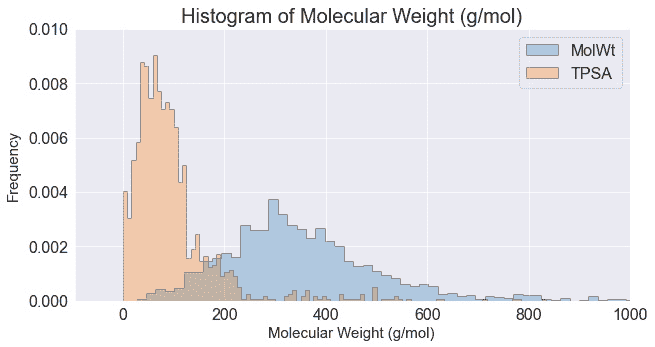 Histogram of Molecular Weight (g/mol)
0.010
0.008
0.006
0.004
0.002
0.000
Frequency
MolWt
TPSA
0 200 400 600 800 1000
Molecular Weight (g/mol)